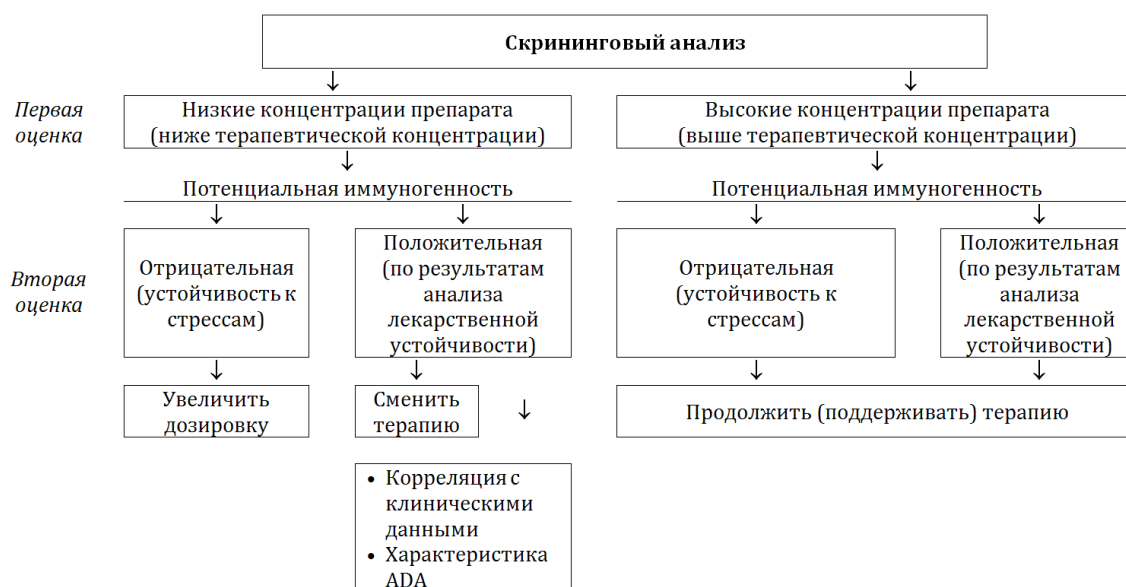 Скрининговый анализ
Первая
оценка
Низкие концентрации препарата
(ниже терапевтической концентрации)
Высокие концентрации препарата
(выше терапевтической концентрации)
Потенциальная иммуногенность
Потенциальная иммуногенность
Вторая
оценка
Отрицательная
(устойчивость к
стрессам)
Положительная
(по результатам
анализа
лекарственной
устойчивости)
Отрицательная
(устойчивость к
стрессам)
Положительная
(по результатам
анализа
лекарственной
устойчивости)
Увеличить
дозировку
Сменить
терапию
Продолжить (поддерживать) терапию
• Корреляция с
клиническими
данными
• Характеристика
ADA